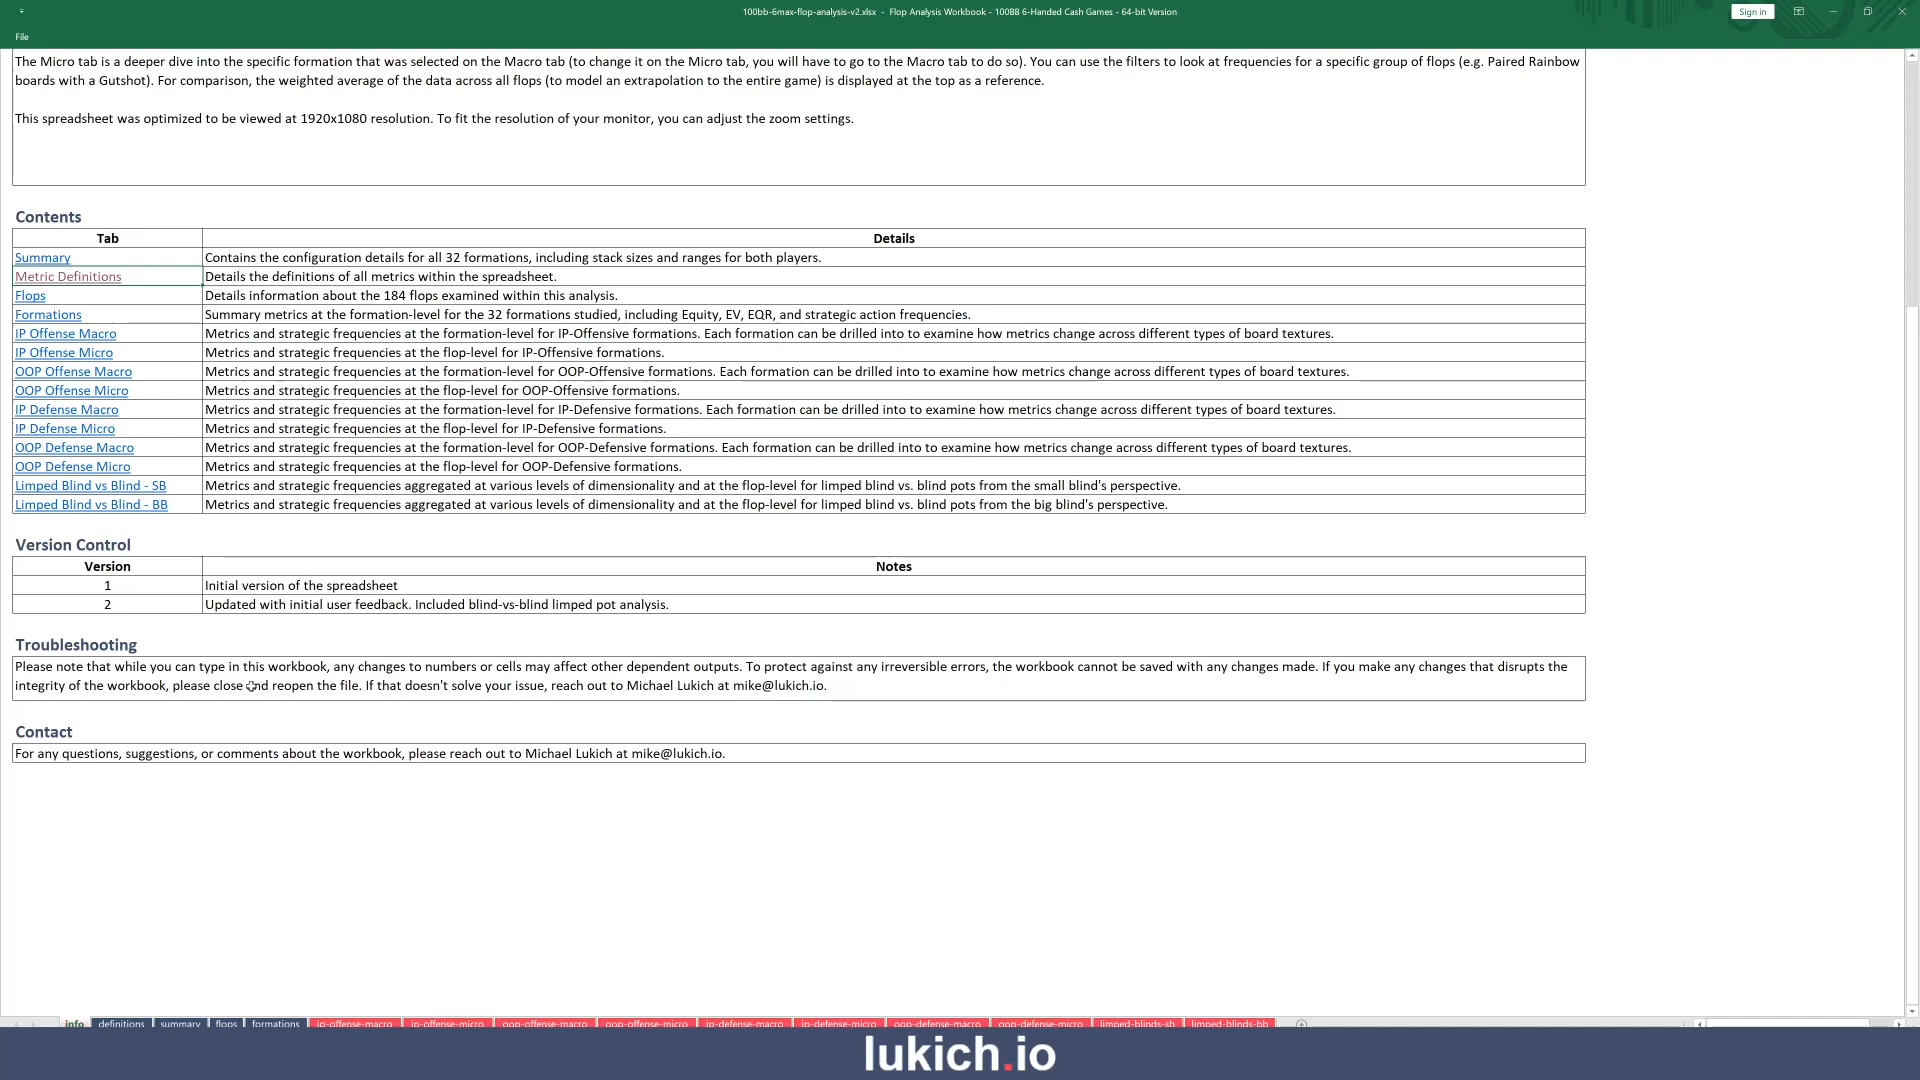 100bb-6max-flop-analysis-v2.xlsx - Flop Analysis Workbook - 100BB 6-Handed Cash Games - 64-bit Version
Sign in
File
The Micro tab is a deeper dive into the specific formation that was selected on the Macro tab (to change it on the Micro tab, you will have to go to the Macro tab to do so). You can use the filters to look at frequencies for a specific group of flops (e.g. Paired Rainbow
boards with a Gutshot). For comparison, the weighted average of the data across all flops (to model an extrapolation to the entire game) is displayed at the top as a reference.
This spreadsheet was optimized to be viewed at 1920x1080 resolution. To fit the resolution of your monitor, you can adjust the zoom settings.
Contents
Tab Details
Summary Contains the configuration details for all 32 formations, including stack sizes and ranges for both players.
Metric Definitions Details the definitions of all metrics within the spreadsheet.
Flops Details information about the 184 flops examined within this analysis.
Formations Summary metrics at the formation-level for the 32 formations studied, including Equity, EV, EQR, and strategic action frequencies.
IP Offense Macro Metrics and strategic frequencies at the formation-level for IP-Offensive formations. Each formation can be drilled into to examine how metrics change across different types of board textures.
IP Offense Micro Metrics and strategic frequencies at the flop-level for IP-Offensive formations.
OOP Offense Macro Metrics and strategic frequencies at the formation-level for OOP-Offensive formations. Each formation can be drilled into to examine how metrics change across different types of board textures.
OOP Offense Micro Metrics and strategic frequencies at the flop-level for OOP-Offensive formations.
IP Defense Macro Metrics and strategic frequencies at the formation-level for IP-Defensive formations. Each formation can be drilled into to examine how metrics change across different types of board textures.
IP Defense Micro Metrics and strategic frequencies at the flop-level for IP-Defensive formations.
OOP Defense Macro Metrics and strategic frequencies at the formation-level for OOP-Defensive formations. Each formation can be drilled into to examine how metrics change across different types of board textures.
OOP Defense Micro Metrics and strategic frequencies at the flop-level for OOP-Defensive formations.
Limped Blind vs Blind - SB Metrics and strategic frequencies aggregated at various levels of dimensionality and at the flop-level for limped blind vs. blind pots from the small blind's perspective.
Limped Blind vs Blind - BB Metrics and strategic frequencies aggregated at various levels of dimensionality and at the flop-level for limped blind vs. blind pots from the big blind's perspective.
Version Control
Version Notes
1 Initial version of the spreadsheet
2 Updated with initial user feedback. Included blind-vs-blind limped pot analysis.
Troubleshooting
Please note that while you can type in this workbook, any changes to numbers or cells may affect other dependent outputs. To protect against any irreversible errors, the workbook cannot be saved with any changes made. If you make any changes that disrupts the
integrity of the workbook, please close and reopen the file. If that doesn't solve your issue, reach out to Michael Lukich at mike@lukich.io.
Contact
For any questions, suggestions, or comments about the workbook, please reach out to Michael Lukich at mike@lukich.io.
info definitions summary flops formations ip-offense-macro ip-offense-micro oop-offense-macro oop-offense-micro ip-defense-macro ip-defense-micro oop-defense-macro oop-defense-micro limped-blinds-sb limped-blinds-bb
lukich.io